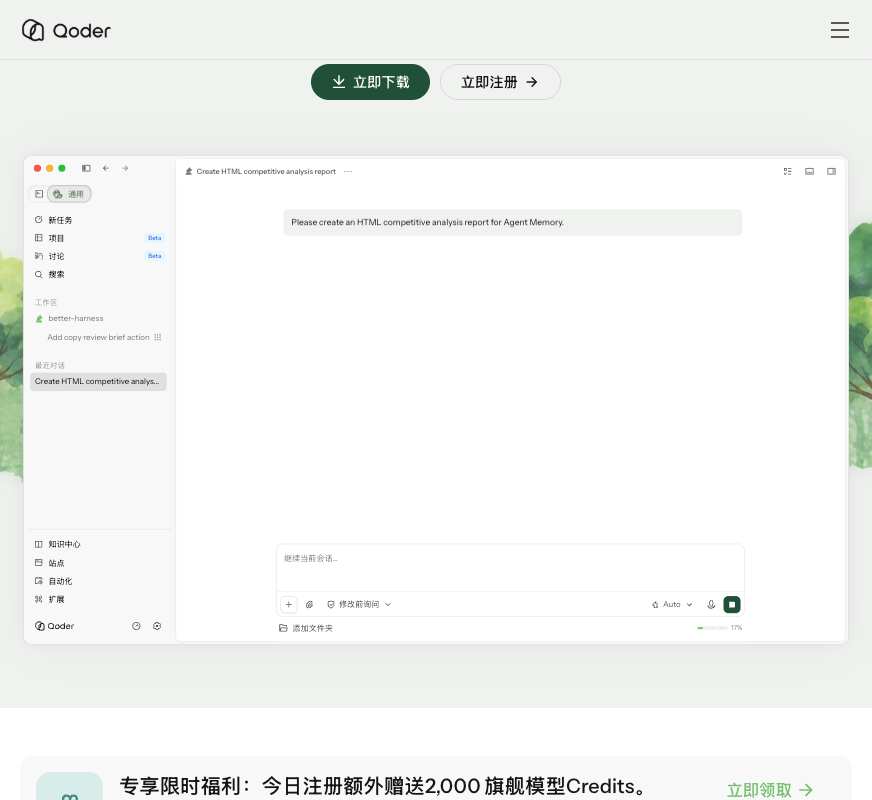 Qoder
立即下载
立即注册
Create HTML competitive analysis report
通用
Please create an HTML competitive analysis report for Agent Memory.
新任务
项目 Beta
讨论 Beta
搜索
工作区
better-harness
Add copy review brief action
最近对话
Create HTML competitive analys...
知识中心
站点
自动化
扩展
Qoder
继续当前会话...
修改前询问
Auto
添加文件夹
17%
专享限时福利：今日注册额外赠送2,000 旗舰模型Credits。
立即领取